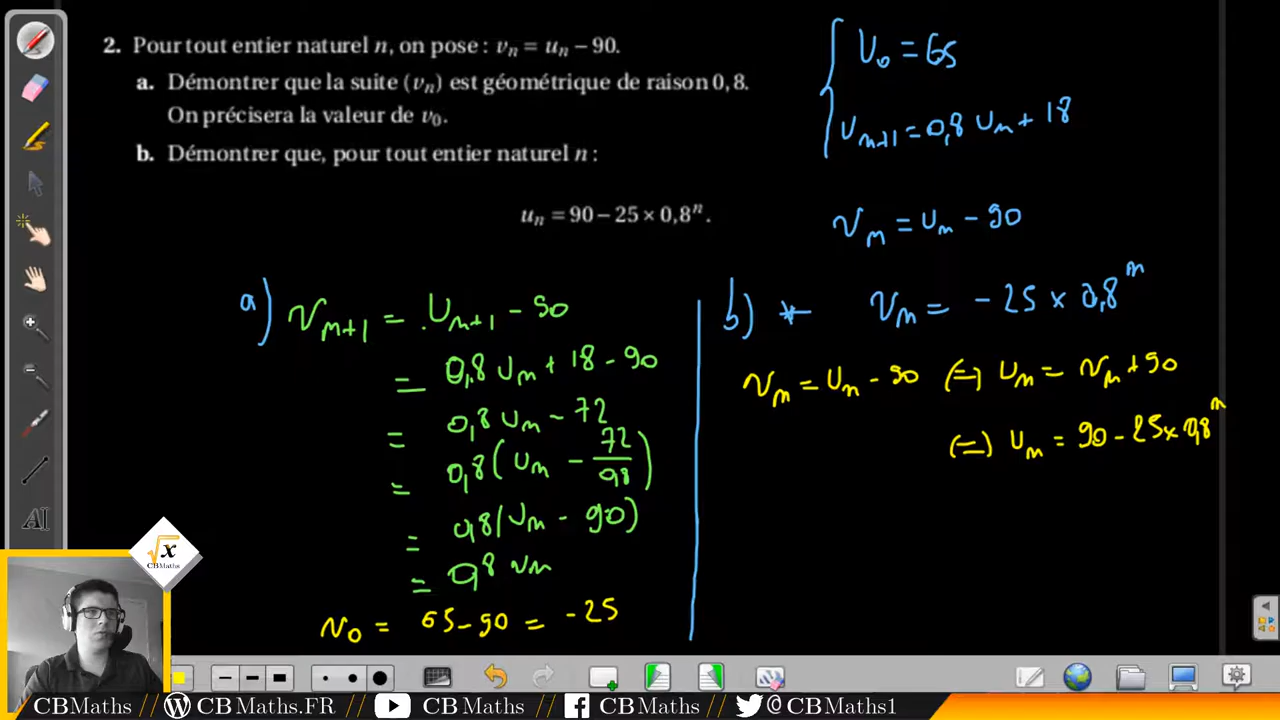 2. Pour tout entier naturel n, on pose : vₙ = uₙ − 90.
a. Démontrer que la suite (vₙ) est géométrique de raison 0,8.
On précisera la valeur de v₀.
b. Démontrer que, pour tout entier naturel n :
uₙ = 90 − 25 × 0,8ⁿ.
U₀ = 65
Uₙ₊₁ = 0,8 Uₙ + 18
Vₙ = Uₙ − 90
a) Vₙ₊₁ = Uₙ₊₁ − 90
= 0,8 Uₙ + 18 − 90
= 0,8 Uₙ − 72
= 0,8 (Uₙ − 72/0,8)
= 0,8 (Uₙ − 90)
= 0,8 Vₙ
V₀ = 65 − 90 = −25
b) * Vₙ = −25 × 0,8ⁿ
Vₙ = Uₙ − 90 (=) Uₙ = Vₙ + 90
(=) Uₙ = 90 − 25 × 0,8ⁿ
AI
√x
CBMaths
CBMaths CBMaths.FR CBMaths CBMaths @CBMaths1